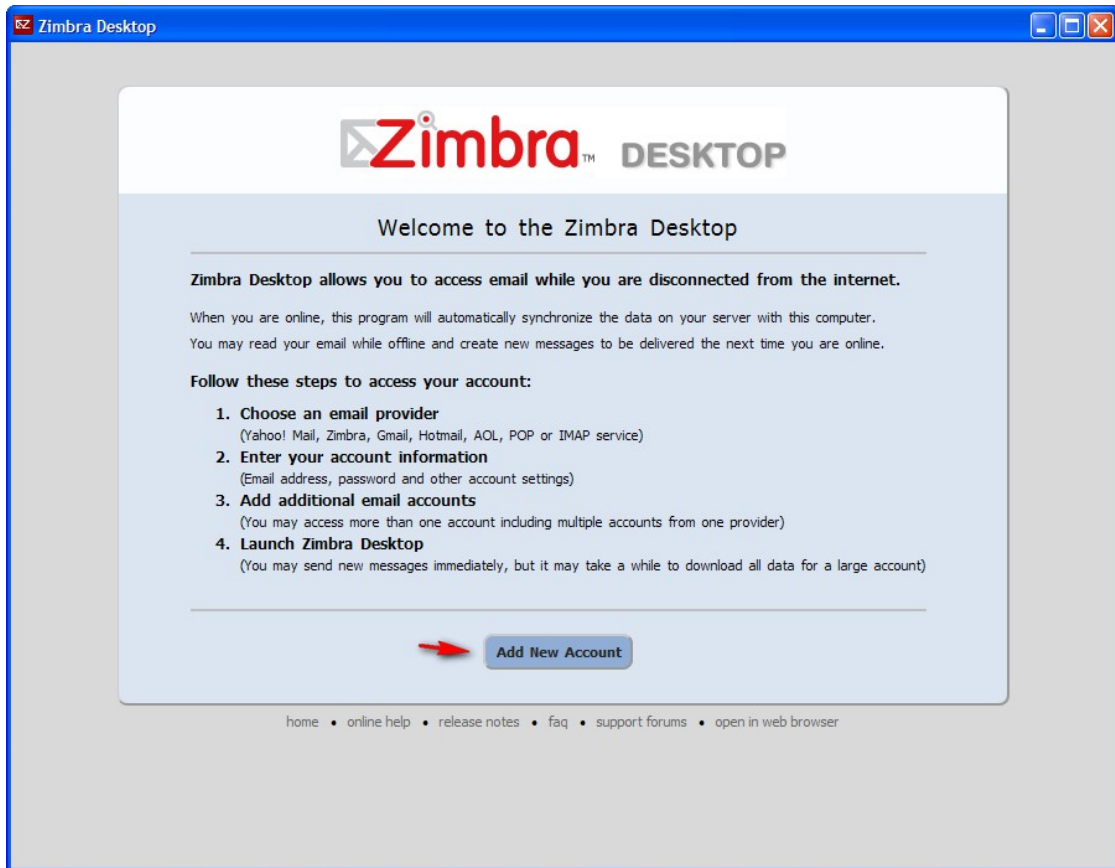 Zimbra Desktop
Zimbra™ DESKTOP
Welcome to the Zimbra Desktop
Zimbra Desktop allows you to access email while you are disconnected from the internet.
When you are online, this program will automatically synchronize the data on your server with this computer.
You may read your email while offline and create new messages to be delivered the next time you are online.
Follow these steps to access your account:
1. Choose an email provider
(Yahoo! Mail, Zimbra, Gmail, Hotmail, AOL, POP or IMAP service)
2. Enter your account information
(Email address, password and other account settings)
3. Add additional email accounts
(You may access more than one account including multiple accounts from one provider)
4. Launch Zimbra Desktop
(You may send new messages immediately, but it may take a while to download all data for a large account)
Add New Account
home • online help • release notes • faq • support forums • open in web browser